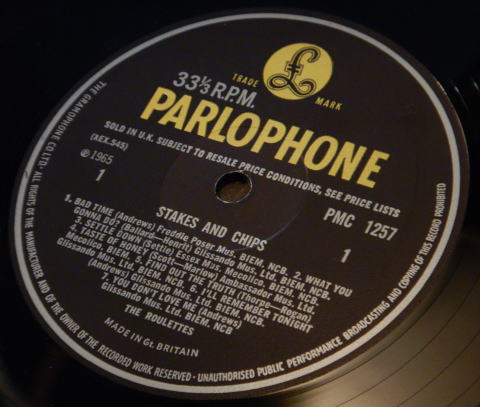 TRADE MARK
33⅓ R.P.M.
PARLOPHONE
SOLD IN U.K. SUBJECT TO RESALE PRICE CONDITIONS, SEE PRICE LISTS
(XEX.545)
℗1965
1
PMC 1257
1
STAKES AND CHIPS
1. BAD TIME (Andrews) Freddie Poser Mus. BIEM. NCB. 2. WHAT YOU
GONNA DO? (Ballard—Henrit) Glissando Mus. Ltd. BIEM. NCB.
3. SETTLE DOWN (Seton) Essex Mus. Mecolico. BIEM. NCB.
4. TASTE OF HONEY (Scott—Marlow) Ambassador Mus. Ltd.
Mecolico. BIEM. 5. FIND OUT THE TRUTH (Thorpe—Rogan)
Glissando Mus. Ltd. BIEM. NCB. 6. I'LL REMEMBER TONIGHT
(Andrews) Glissando Mus. Ltd. BIEM. NCB.
7. YOU DON'T LOVE ME (Andrews)
Glissando Mus. Ltd. BIEM. NCB
THE ROULETTES
MADE IN Gt. BRITAIN
THE GRAMOPHONE CO LTD · ALL RIGHTS OF THE MANUFACTURER AND OF THE OWNER OF THE RECORDED WORK RESERVED · UNAUTHORISED PUBLIC PERFORMANCE BROADCASTING AND COPYING OF THIS RECORD PROHIBITED